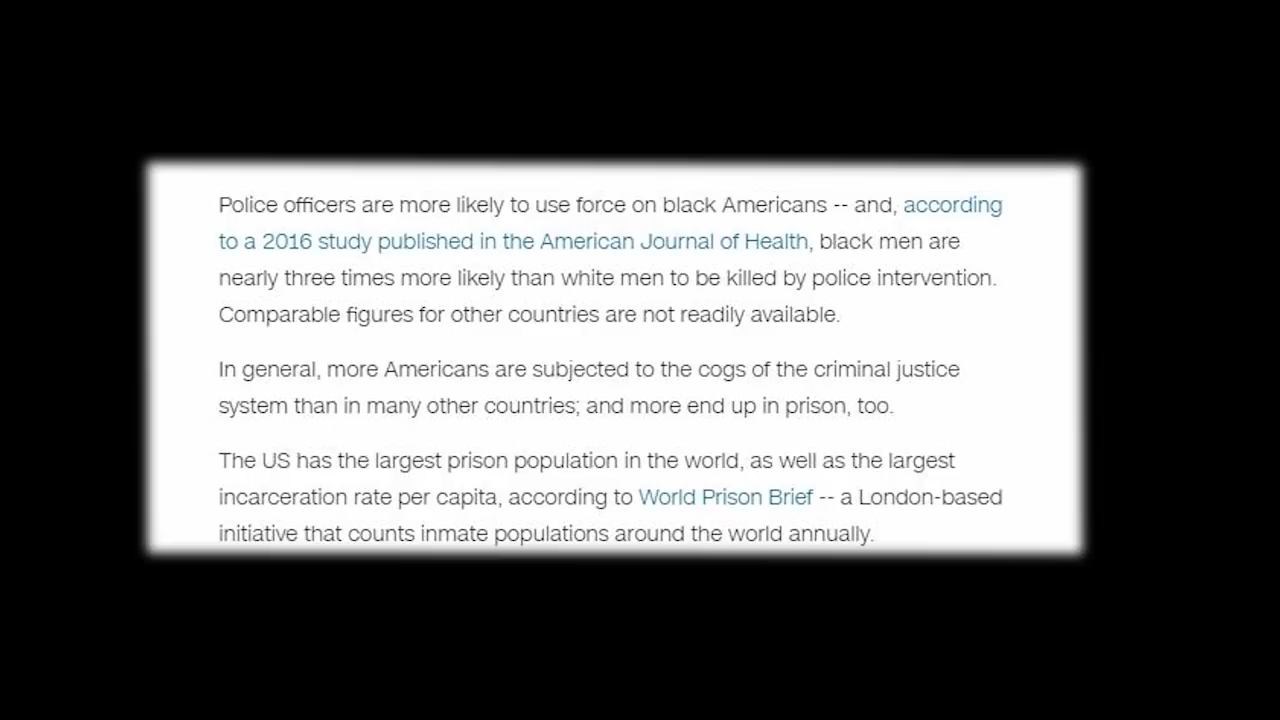 Police officers are more likely to use force on black Americans -- and, according
to a 2016 study published in the American Journal of Health, black men are
nearly three times more likely than white men to be killed by police intervention.
Comparable figures for other countries are not readily available.
In general, more Americans are subjected to the cogs of the criminal justice
system than in many other countries; and more end up in prison, too.
The US has the largest prison population in the world, as well as the largest
incarceration rate per capita, according to World Prison Brief -- a London-based
initiative that counts inmate populations around the world annually.